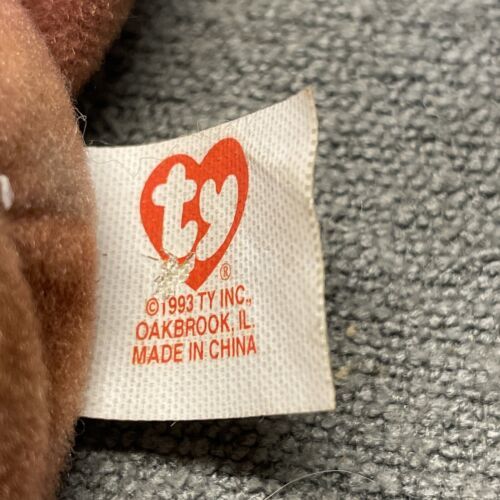 ty
®
©1993 TY INC.,
OAKBROOK, IL.
MADE IN CHINA